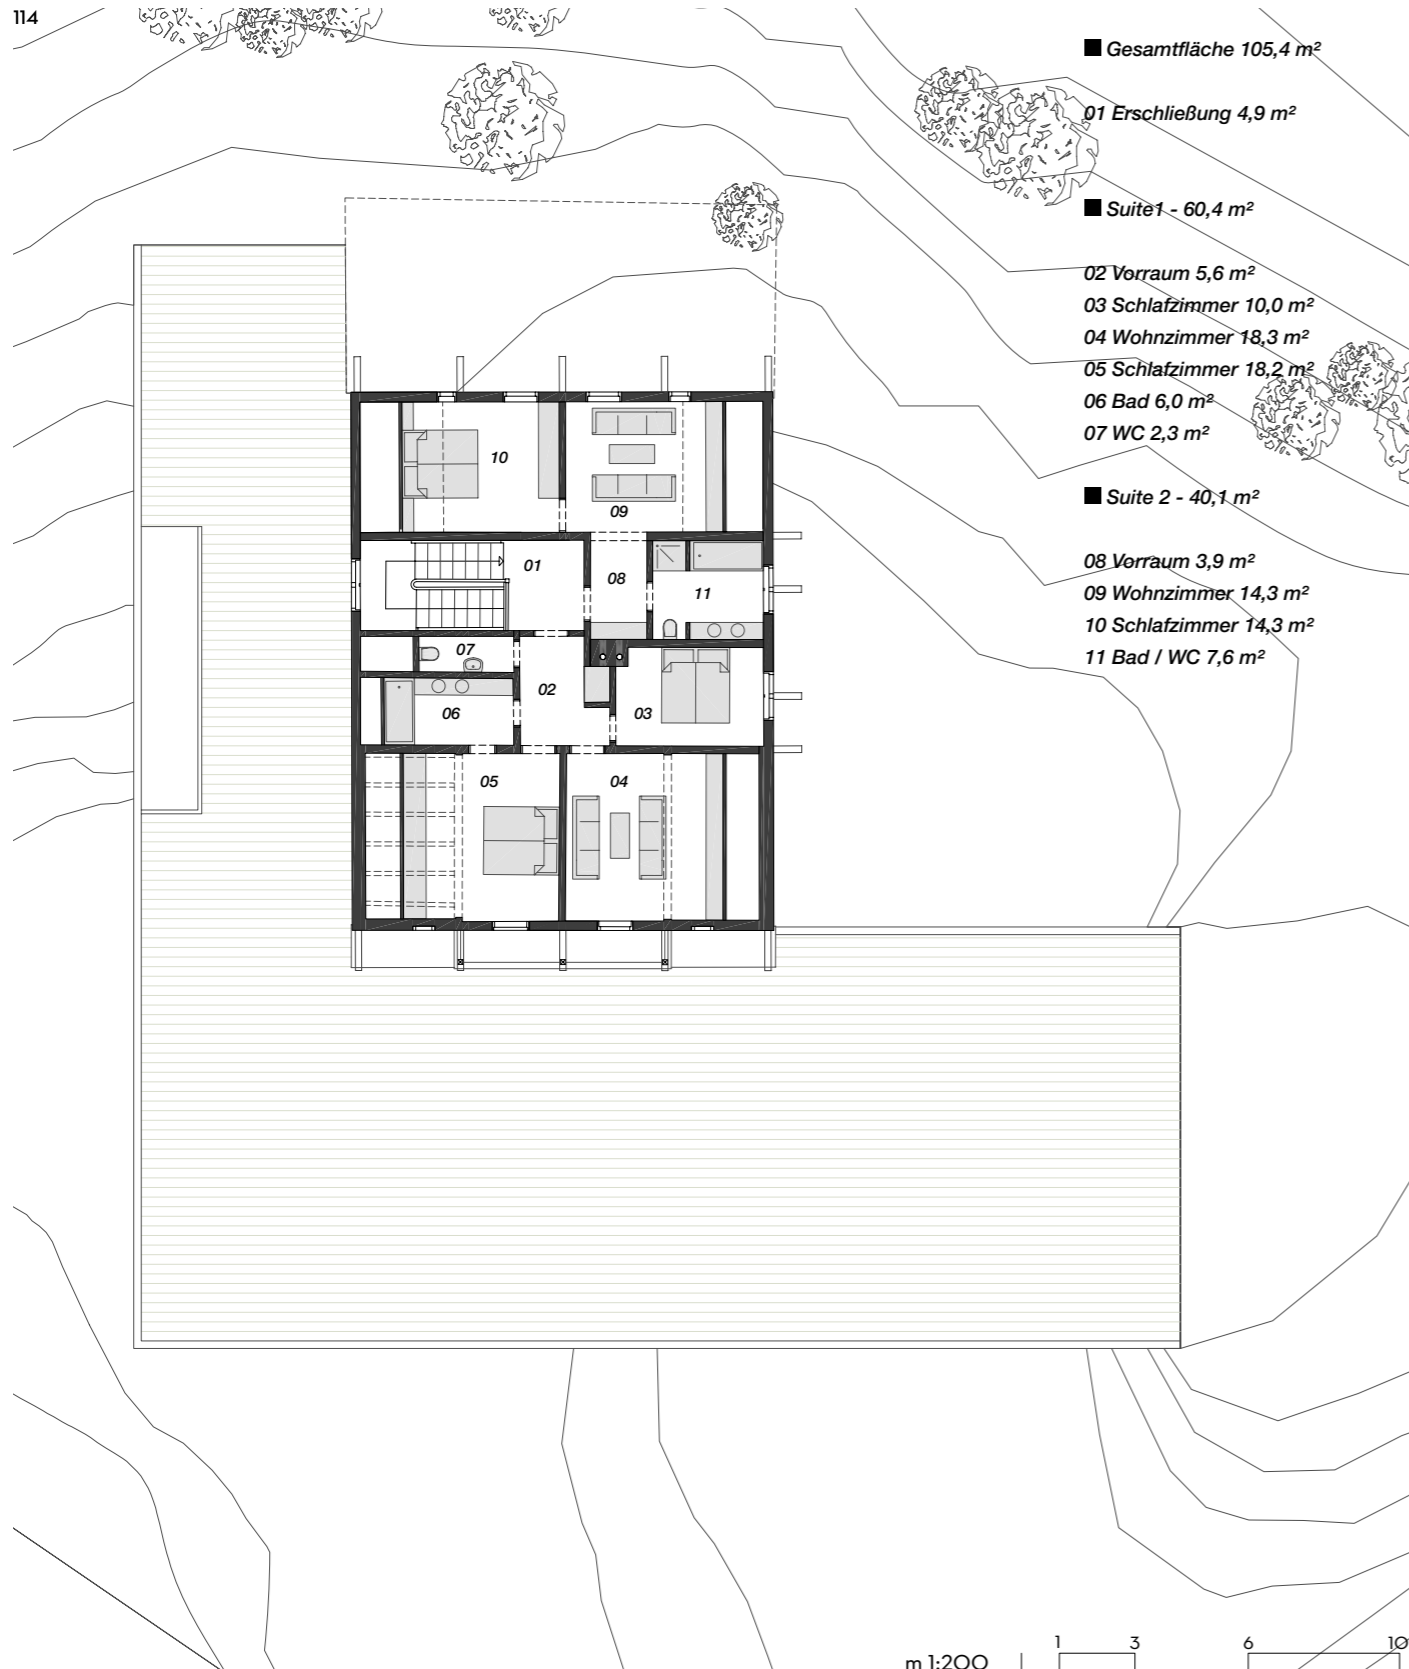 114
■ Gesamtfläche 105,4 m²
01 Erschließung 4,9 m²
■ Suite1 - 60,4 m²
02 Vorraum 5,6 m²
03 Schlafzimmer 10,0 m²
04 Wohnzimmer 18,3 m²
05 Schlafzimmer 18,2 m²
06 Bad 6,0 m²
07 WC 2,3 m²
■ Suite 2 - 40,1 m²
08 Vorraum 3,9 m²
09 Wohnzimmer 14,3 m²
10 Schlafzimmer 14,3 m²
11 Bad / WC 7,6 m²
10
09
01
08
11
07
02
06
03
05
04
m 1:200
1 3 6 10